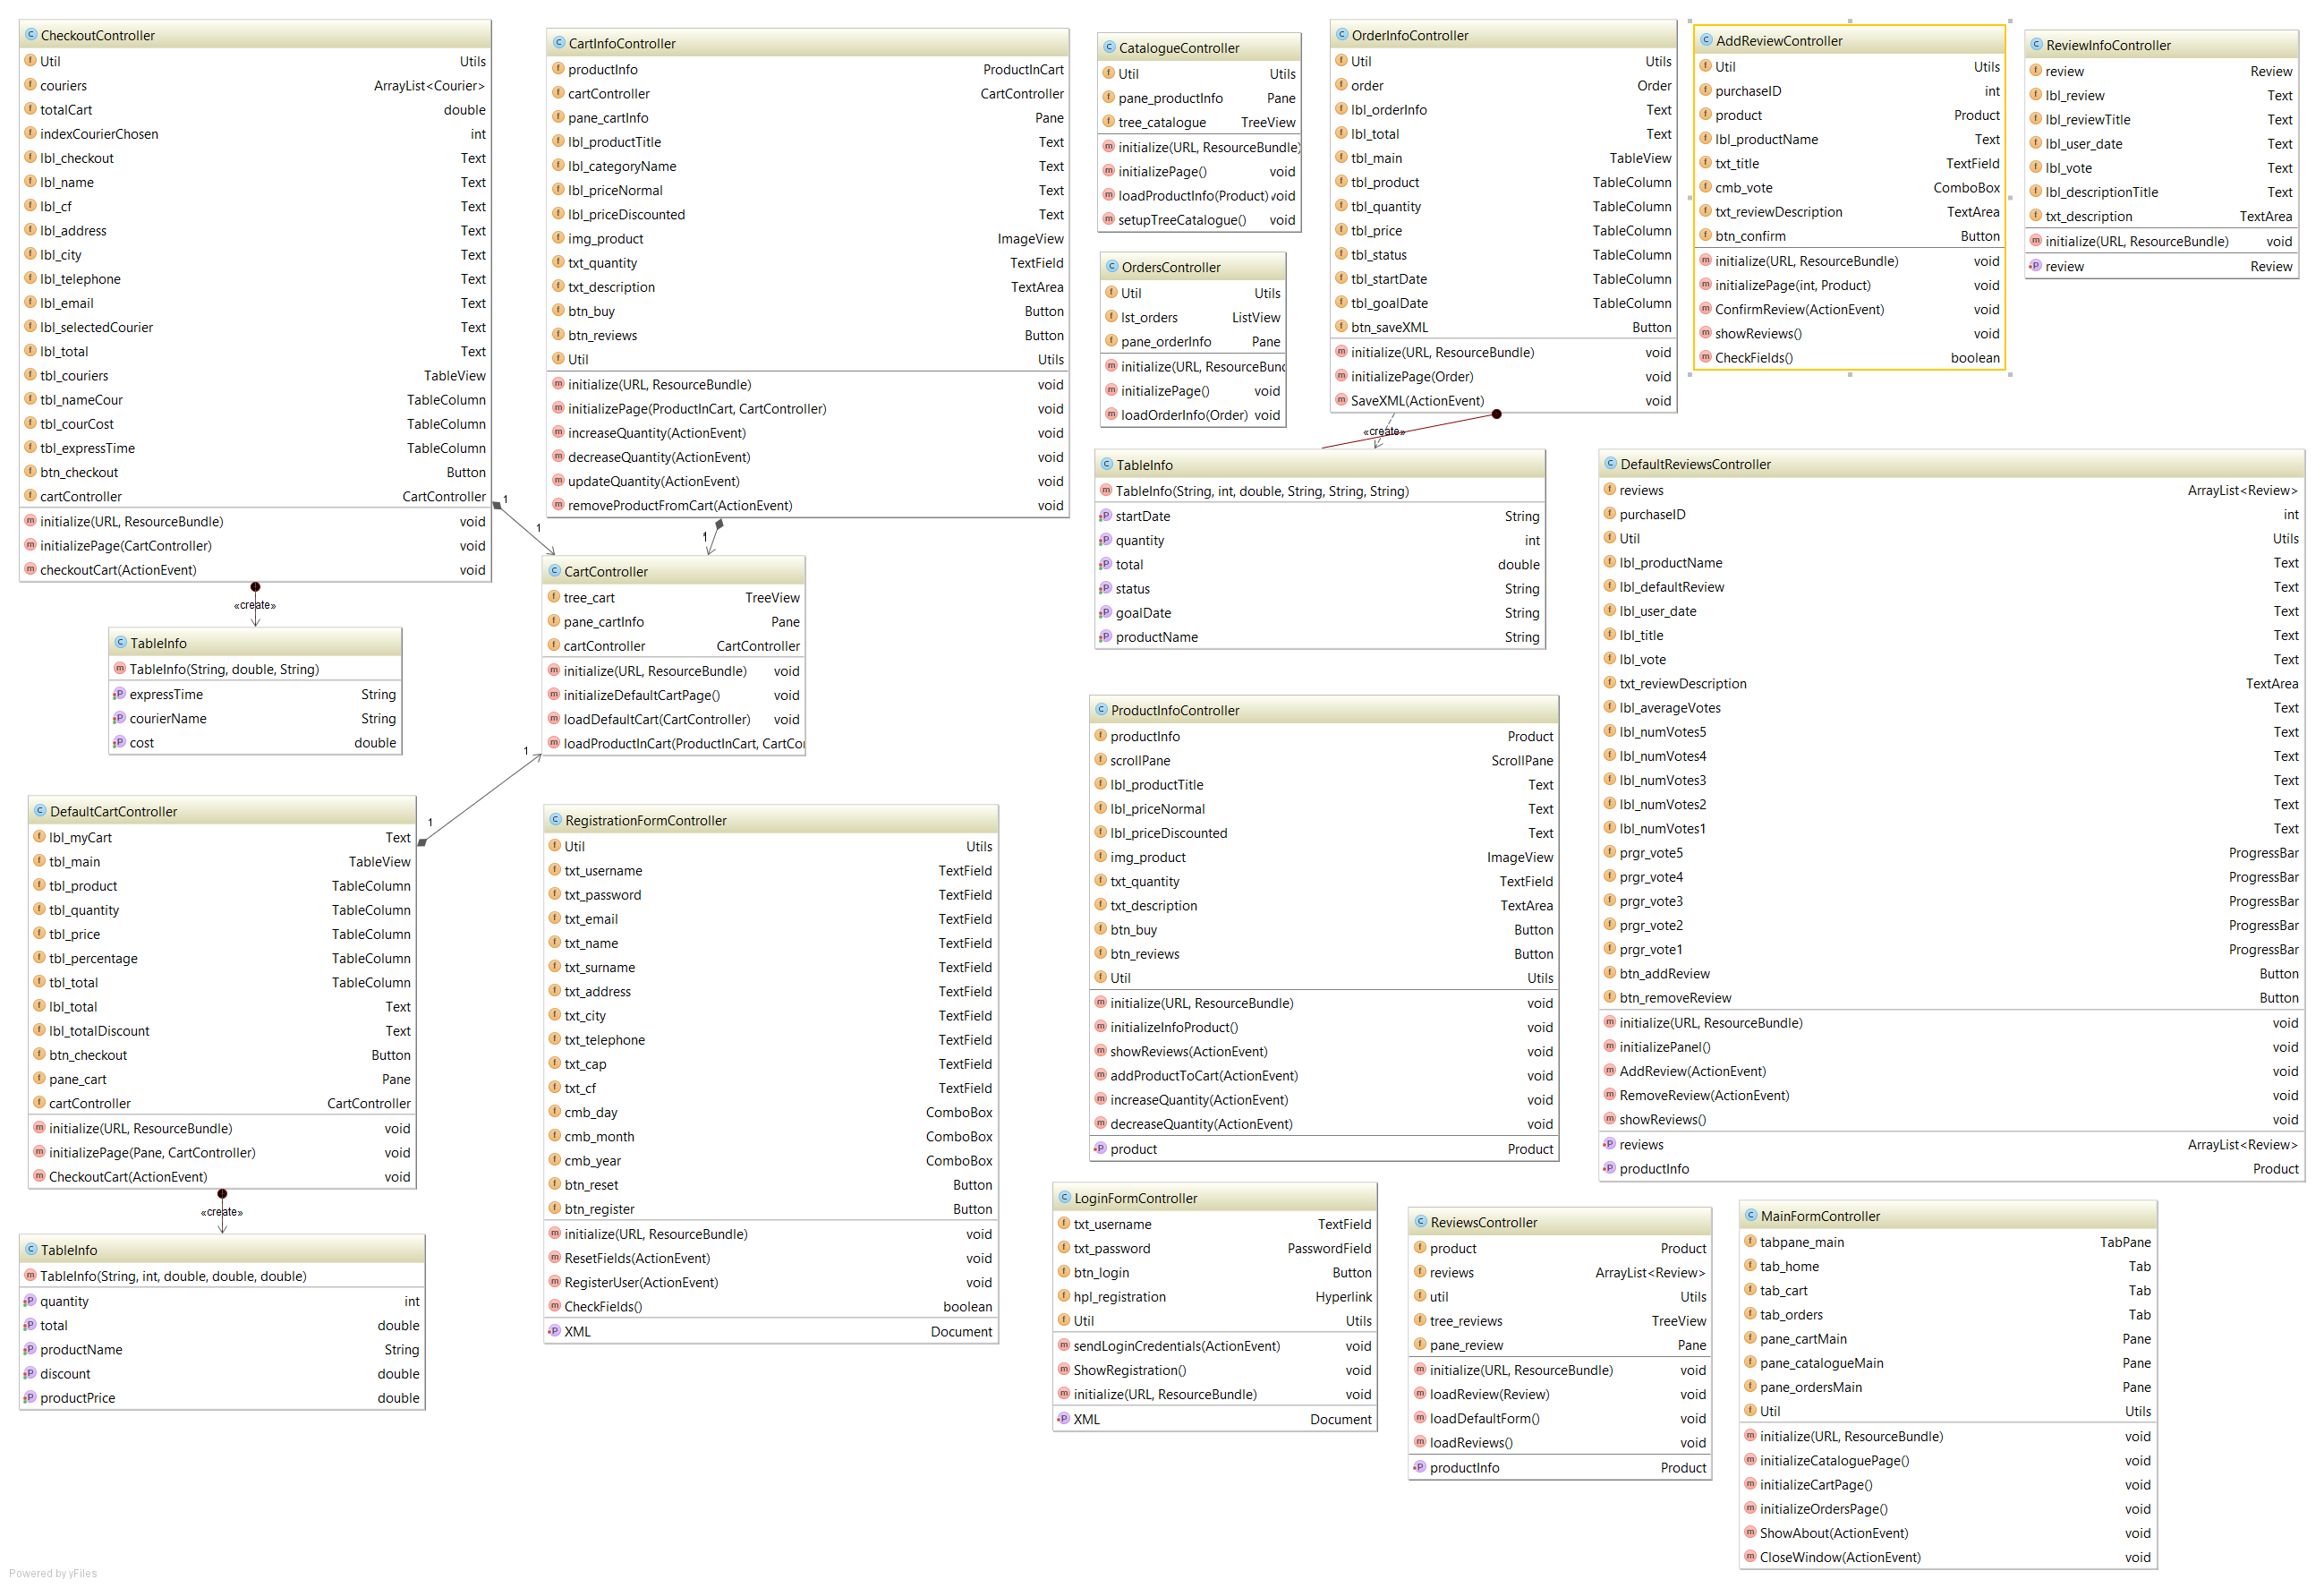 CheckoutController
Util Utils
couriers ArrayList<Courier>
totalCart double
indexCourierChosen int
lbl_checkout Text
lbl_name Text
lbl_cf Text
lbl_address Text
lbl_city Text
lbl_telephone Text
lbl_email Text
lbl_selectedCourier Text
lbl_total Text
tbl_couriers TableView
tbl_nameCour TableColumn
tbl_courCost TableColumn
tbl_expressTime TableColumn
btn_checkout Button
cartController CartController
initialize(URL, ResourceBundle) void
initializePage(CartController) void
checkoutCart(ActionEvent) void
1
1
«create»
TableInfo
TableInfo(String, double, String)
expressTime String
courierName String
cost double
CartInfoController
productInfo ProductInCart
cartController CartController
pane_cartInfo Pane
lbl_productTitle Text
lbl_categoryName Text
lbl_priceNormal Text
lbl_priceDiscounted Text
img_product ImageView
txt_quantity TextField
txt_description TextArea
btn_buy Button
btn_reviews Button
Util Utils
initialize(URL, ResourceBundle) void
initializePage(ProductInCart, CartController) void
increaseQuantity(ActionEvent) void
decreaseQuantity(ActionEvent) void
updateQuantity(ActionEvent) void
removeProductFromCart(ActionEvent) void
1
CartController
tree_cart TreeView
pane_cartInfo Pane
cartController CartController
initialize(URL, ResourceBundle) void
initializeDefaultCartPage() void
loadDefaultCart(CartController) void
loadProductInCart(ProductInCart, CartCo
1
1
DefaultCartController
lbl_myCart Text
tbl_main TableView
tbl_product TableColumn
tbl_quantity TableColumn
tbl_price TableColumn
tbl_percentage TableColumn
tbl_total TableColumn
lbl_total Text
lbl_totalDiscount Text
btn_checkout Button
pane_cart Pane
cartController CartController
initialize(URL, ResourceBundle) void
initializePage(Pane, CartController) void
CheckoutCart(ActionEvent) void
«create»
TableInfo
TableInfo(String, int, double, double, double)
quantity int
total double
productName String
discount double
productPrice double
RegistrationFormController
Util Utils
txt_username TextField
txt_password TextField
txt_email TextField
txt_name TextField
txt_surname TextField
txt_address TextField
txt_city TextField
txt_telephone TextField
txt_cap TextField
txt_cf TextField
cmb_day ComboBox
cmb_month ComboBox
cmb_year ComboBox
btn_reset Button
btn_register Button
initialize(URL, ResourceBundle) void
ResetFields(ActionEvent) void
RegisterUser(ActionEvent) void
CheckFields() boolean
XML Document
CatalogueController
Util Utils
pane_productInfo Pane
tree_catalogue TreeView
initialize(URL, ResourceBundle)
initializePage() void
loadProductInfo(Product) void
setupTreeCatalogue() void
OrdersController
Util Utils
lst_orders ListView
pane_orderInfo Pane
initialize(URL, ResourceBund
initializePage() void
loadOrderInfo(Order) void
OrderInfoController
Util Utils
order Order
lbl_orderInfo Text
lbl_total Text
tbl_main TableView
tbl_product TableColumn
tbl_quantity TableColumn
tbl_price TableColumn
tbl_status TableColumn
tbl_startDate TableColumn
tbl_goalDate TableColumn
btn_saveXML Button
initialize(URL, ResourceBundle) void
initializePage(Order) void
SaveXML(ActionEvent) void
«create»
TableInfo
TableInfo(String, int, double, String, String, String)
startDate String
quantity int
total double
status String
goalDate String
productName String
AddReviewController
Util Utils
purchaseID int
product Product
lbl_productName Text
txt_title TextField
cmb_vote ComboBox
txt_reviewDescription TextArea
btn_confirm Button
initialize(URL, ResourceBundle) void
initializePage(int, Product) void
ConfirmReview(ActionEvent) void
showReviews() void
CheckFields() boolean
ReviewInfoController
review Review
lbl_review Text
lbl_reviewTitle Text
lbl_user_date Text
lbl_vote Text
lbl_descriptionTitle Text
txt_description TextArea
initialize(URL, ResourceBundle) void
review Review
ProductInfoController
productInfo Product
scrollPane ScrollPane
lbl_productTitle Text
lbl_priceNormal Text
lbl_priceDiscounted Text
img_product ImageView
txt_quantity TextField
txt_description TextArea
btn_buy Button
btn_reviews Button
Util Utils
initialize(URL, ResourceBundle) void
initializeInfoProduct() void
showReviews(ActionEvent) void
addProductToCart(ActionEvent) void
increaseQuantity(ActionEvent) void
decreaseQuantity(ActionEvent) void
product Product
DefaultReviewsController
reviews ArrayList<Review>
purchaseID int
Util Utils
lbl_productName Text
lbl_defaultReview Text
lbl_user_date Text
lbl_title Text
lbl_vote Text
txt_reviewDescription TextArea
lbl_averageVotes Text
lbl_numVotes5 Text
lbl_numVotes4 Text
lbl_numVotes3 Text
lbl_numVotes2 Text
lbl_numVotes1 Text
prgr_vote5 ProgressBar
prgr_vote4 ProgressBar
prgr_vote3 ProgressBar
prgr_vote2 ProgressBar
prgr_vote1 ProgressBar
btn_addReview Button
btn_removeReview Button
initialize(URL, ResourceBundle) void
initializePanel() void
AddReview(ActionEvent) void
RemoveReview(ActionEvent) void
showReviews() void
reviews ArrayList<Review>
productInfo Product
LoginFormController
txt_username TextField
txt_password PasswordField
btn_login Button
hpl_registration Hyperlink
Util Utils
sendLoginCredentials(ActionEvent) void
ShowRegistration() void
initialize(URL, ResourceBundle) void
XML Document
ReviewsController
product Product
reviews ArrayList<Review>
util Utils
tree_reviews TreeView
pane_review Pane
initialize(URL, ResourceBundle) void
loadReview(Review) void
loadDefaultForm() void
loadReviews() void
productInfo Product
MainFormController
tabpane_main TabPane
tab_home Tab
tab_cart Tab
tab_orders Tab
pane_cartMain Pane
pane_catalogueMain Pane
pane_ordersMain Pane
Util Utils
initialize(URL, ResourceBundle) void
initializeCataloguePage() void
initializeCartPage() void
initializeOrdersPage() void
ShowAbout(ActionEvent) void
CloseWindow(ActionEvent) void
Powered by yFiles